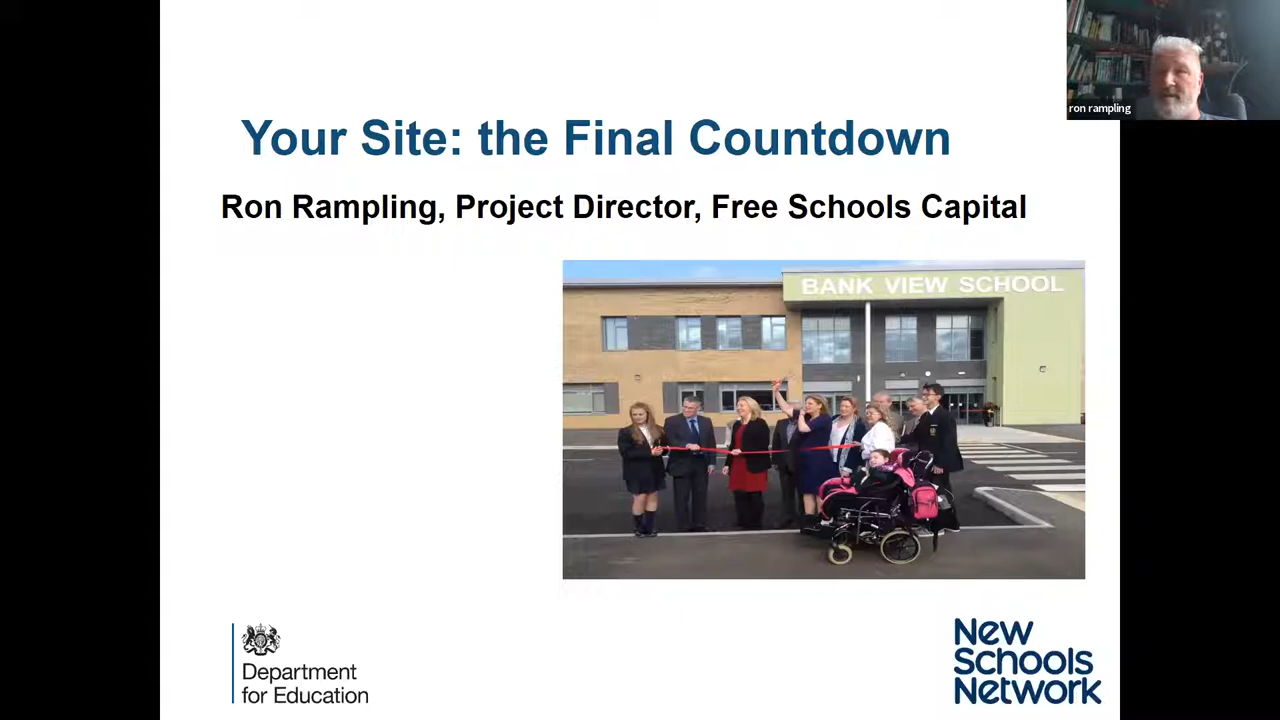 ron rampling
Your Site: the Final Countdown
Ron Rampling, Project Director, Free Schools Capital
BANK VIEW SCHOOL
Department
for Education
New
Schools
Network